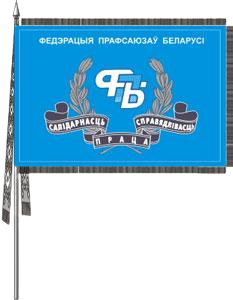 ФЕДЭРАЦЫЯ ПРАФСАЮЗАЎ БЕЛАРУСІ
ФПБ
САЛІДАРНАСЦЬ СПРАВЯДЛІВАСЦЬ
ПРАЦА